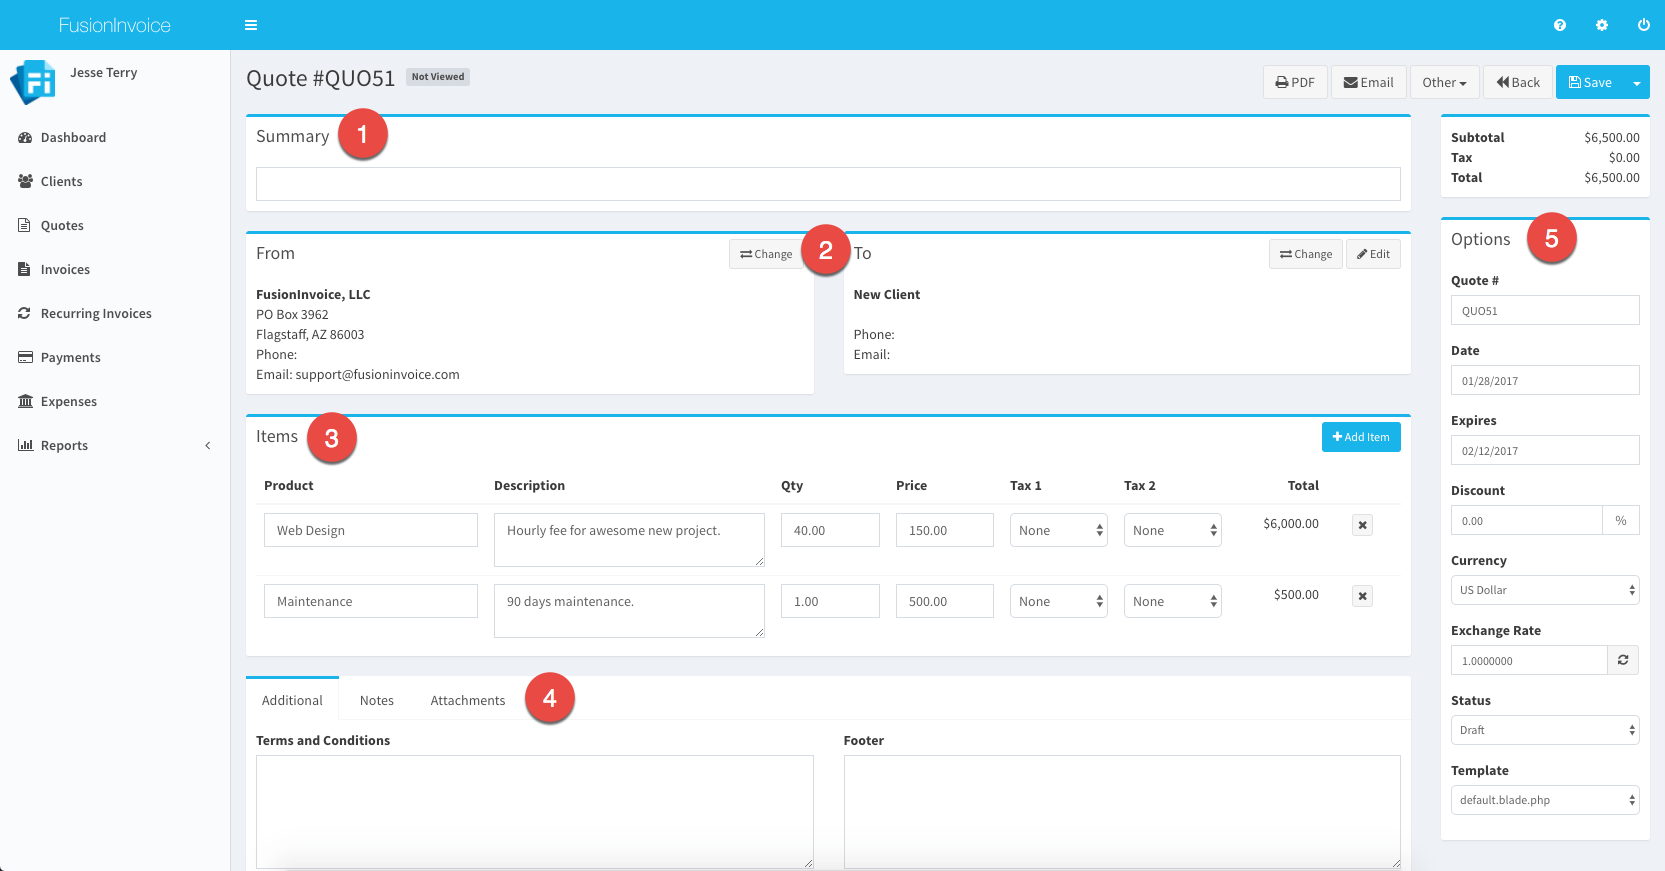 FusionInvoice
Fi
Jesse Terry
Dashboard
Clients
Quotes
Invoices
Recurring Invoices
Payments
Expenses
Reports
Quote #QUO51 Not Viewed
PDF Email Other Back Save
Summary 1
From Change 2 To Change Edit
FusionInvoice, LLC
PO Box 3962
Flagstaff, AZ 86003
Phone:
Email: support@fusioninvoice.com
New Client
Phone:
Email:
Items 3 Add Item
Product Description Qty Price Tax 1 Tax 2 Total
Web Design Hourly fee for awesome new project. 40.00 150.00 None None $6,000.00
Maintenance 90 days maintenance. 1.00 500.00 None None $500.00
Additional Notes Attachments 4
Terms and Conditions Footer
Subtotal $6,500.00
Tax $0.00
Total $6,500.00
Options 5
Quote #
QUO51
Date
01/28/2017
Expires
02/12/2017
Discount
0.00 %
Currency
US Dollar
Exchange Rate
1.0000000
Status
Draft
Template
default.blade.php